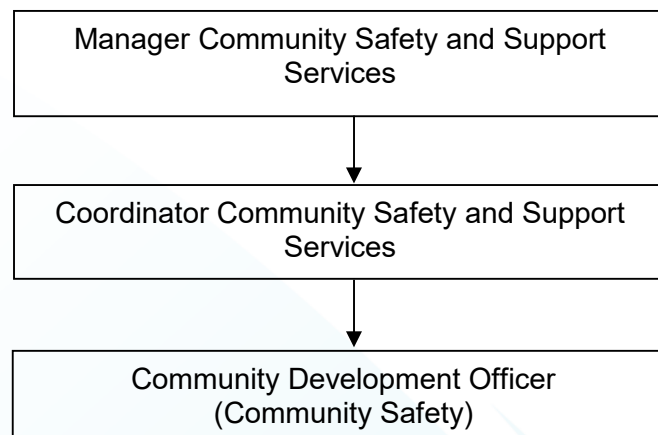 Manager Community Safety and Support
Services
Coordinator Community Safety and Support
Services
Community Development Officer
(Community Safety)